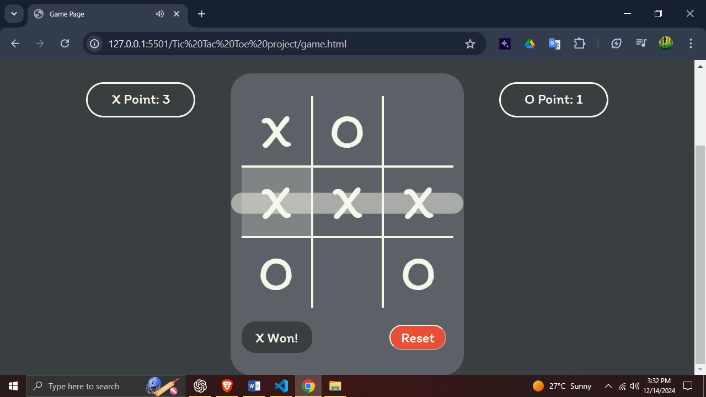 Game Page
127.0.0.1:5501/Tic%20Tac%20Toe%20project/game.html
X Point: 3
O Point: 1
X O
X X X
O O
X Won!
Reset
Type here to search
27°C Sunny
3:32 PM
12/14/2024